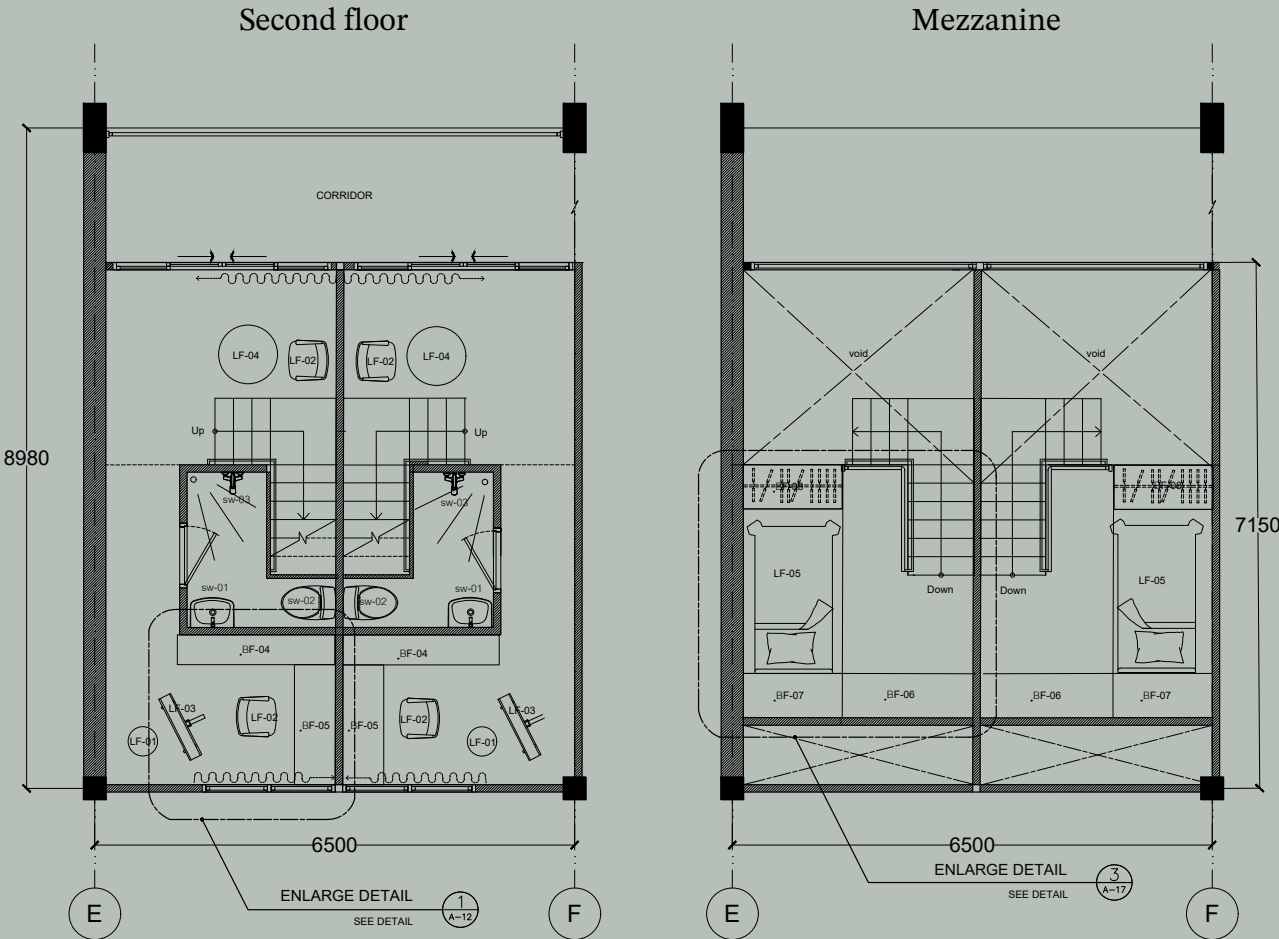 Second floor
Mezzanine
CORRIDOR
LF-04
LF-02
LF-02
LF-04
Up
Up
sw-03
sw-03
sw-01
sw-02
sw-02
sw-01
BF-04
BF-04
LF-03
LF-02
BF-05
BF-05
LF-02
LF-03
LF-01
LF-01
8980
6500
ENLARGE DETAIL
SEE DETAIL
1
A-12
E
F
void
void
LF-05
LF-05
Down
Down
BF-07
BF-06
BF-06
BF-07
7150
6500
ENLARGE DETAIL
SEE DETAIL
3
A-17
E
F